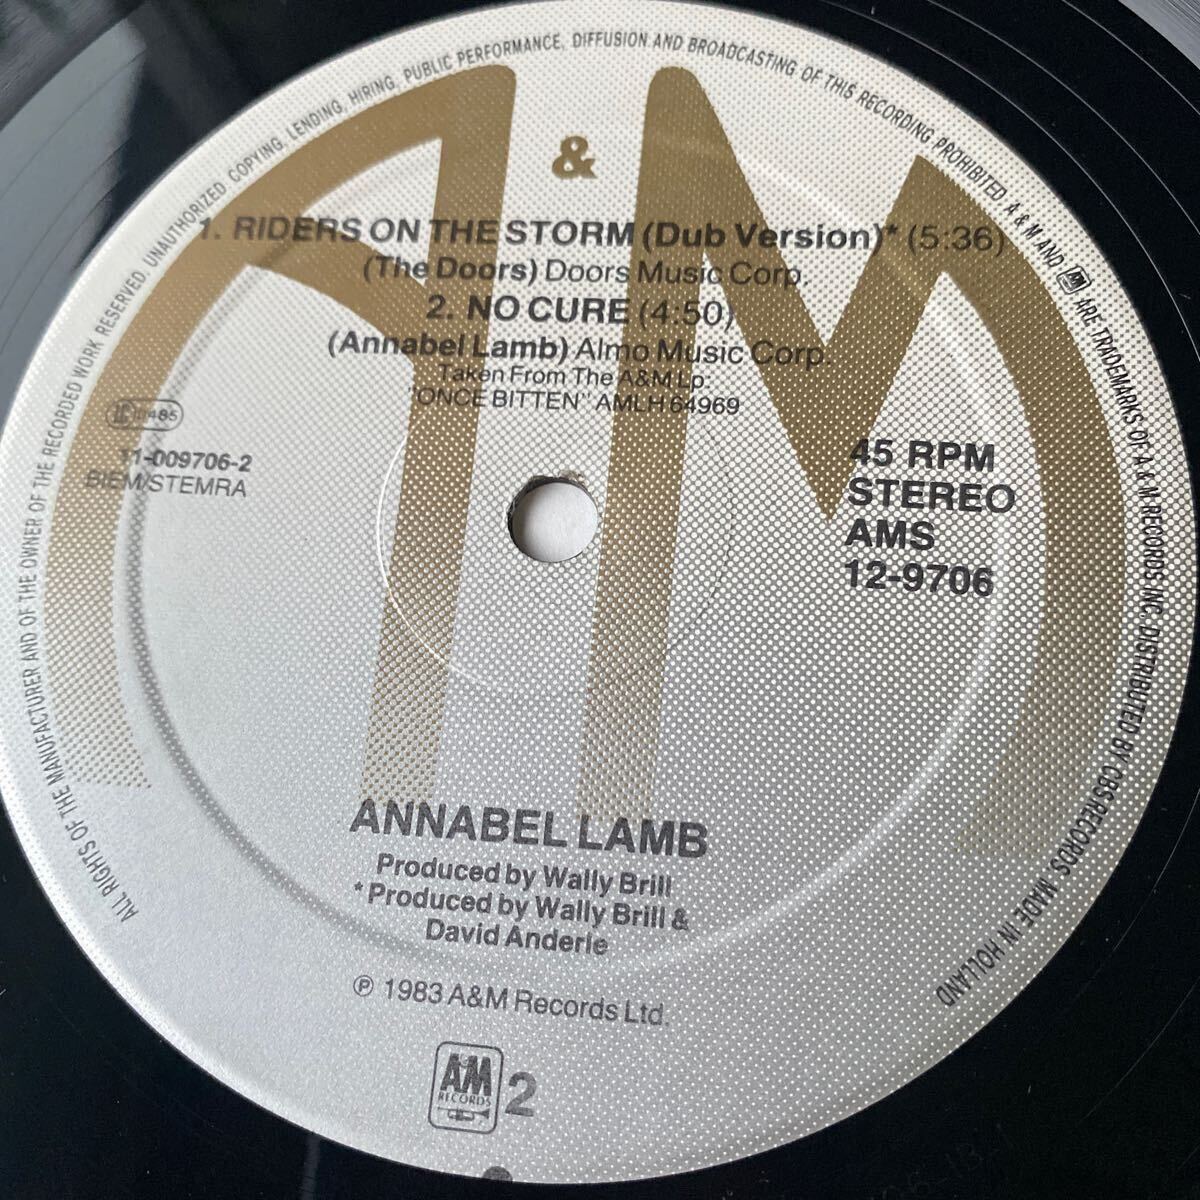 ALL RIGHTS OF THE MANUFACTURER AND OF THE OWNER OF THE RECORDED WORK RESERVED. UNAUTHORIZED COPYING, LENDING, HIRING, PUBLIC PERFORMANCE, DIFFUSION AND BROADCASTING OF THIS RECORDING PROHIBITED A & M AND AM ARE TRADEMARKS OF A & M RECORDS INC. DISTRIBUTED BY CBS RECORDS. MADE IN HOLLAND
A & M
1. RIDERS ON THE STORM (Dub Version)* (5:36)
(The Doors) Doors Music Corp
2. NO CURE (4:50)
(Annabel Lamb) Almo Music Corp.
Taken From The A&M Lp.
"ONCE BITTEN" AMLH 64969
LC 0485
11-009706-2
BIEM/STEMRA
45 RPM
STEREO
AMS
12-9706
ANNABEL LAMB
Produced by Wally Brill
*Produced by Wally Brill &
David Anderle
℗ 1983 A&M Records Ltd.
A&M
RECORDS
2